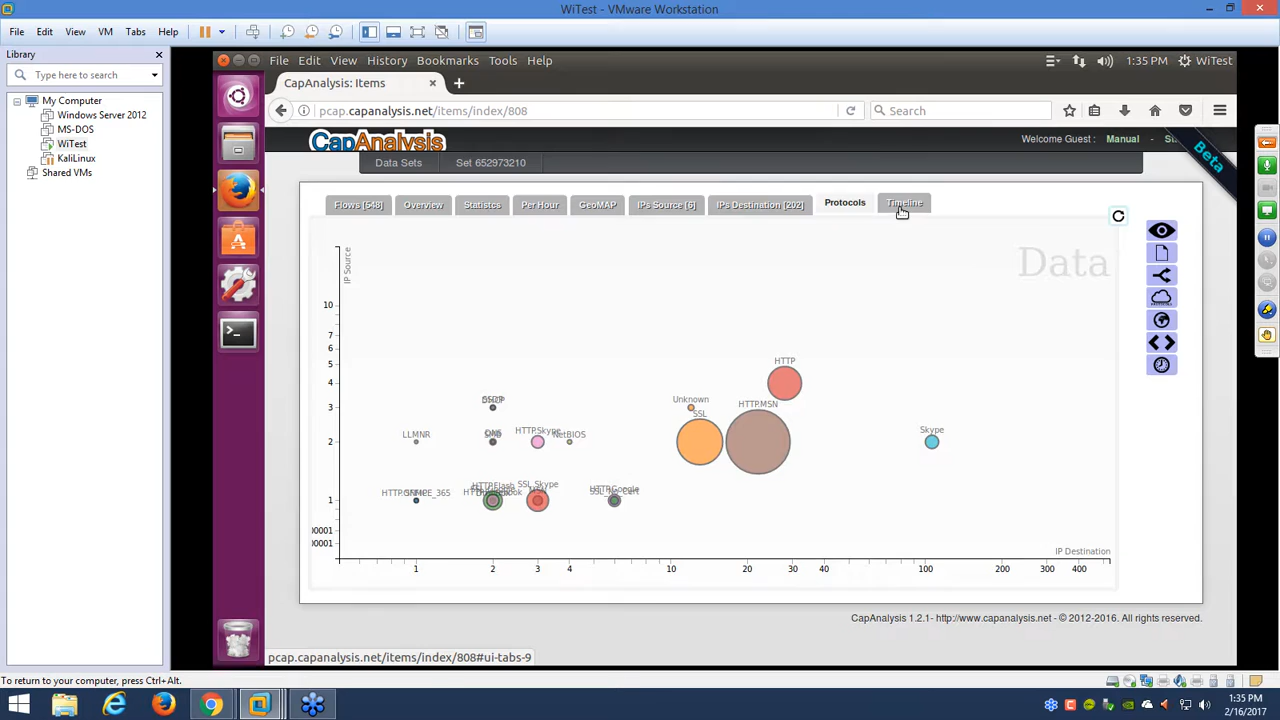 WiTest - VMware Workstation
File Edit View VM Tabs Help
Library
Type here to search
My Computer
Windows Server 2012
MS-DOS
WiTest
KaliLinux
Shared VMs
File Edit View History Bookmarks Tools Help
1:35 PM WiTest
CapAnalysis: Items
pcap.capanalysis.net/items/index/808
Search
CapAnalysis
Welcome Guest : Manual -
Beta
Data Sets Set 652973210
Flows [548] Overview Statistcs Per Hour GeoMAP IPs Source [6] IPs Destination [202] Protocols Timeline
Data
IP Source
10
7
6
5
4
3
2
1
00001
00001
HTTP
HTTP.MSN
Unknown
SSL
Skype
LLMNR
HTTP.Skype
NetBIOS
SSL_Skype
HTTP.Flash
IP Destination
1 2 3 4 10 20 30 40 100 200 300 400
CapAnalysis 1.2.1- http://www.capanalysis.net - © 2012-2016. All rights reserved.
pcap.capanalysis.net/items/index/808#ui-tabs-9
To return to your computer, press Ctrl+Alt.
1:35 PM
2/16/2017